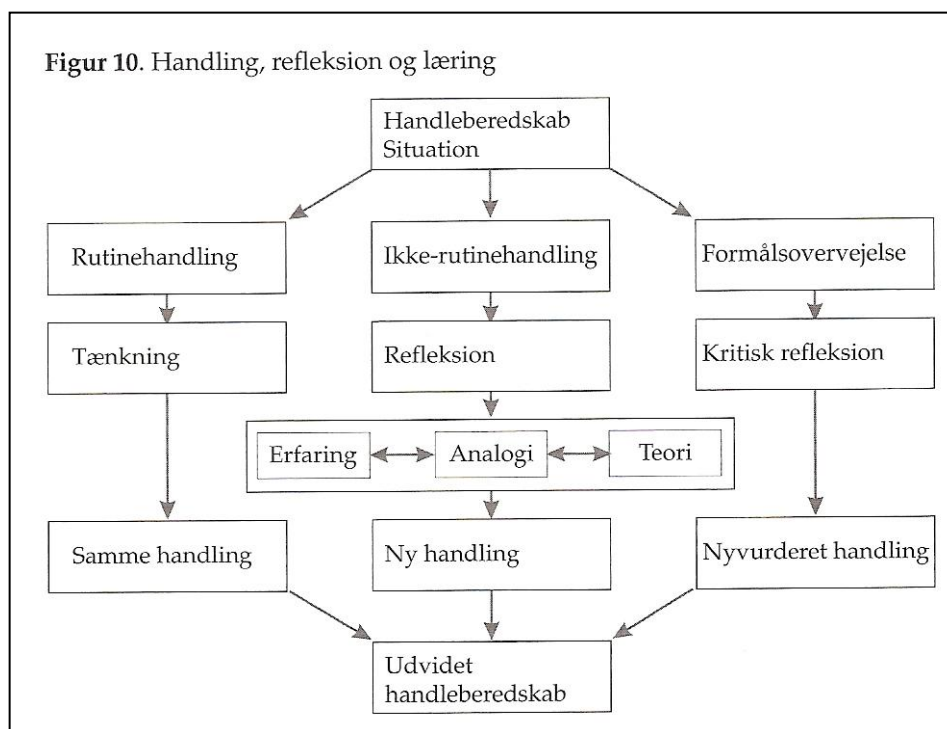 Figur 10. Handling, refleksion og læring
Handleberedskab
Situation
Rutinehandling
Ikke-rutinehandling
Formålsovervejelse
Tænkning
Refleksion
Kritisk refleksion
Erfaring
Analogi
Teori
Samme handling
Ny handling
Nyvurderet handling
Udvidet
handleberedskab